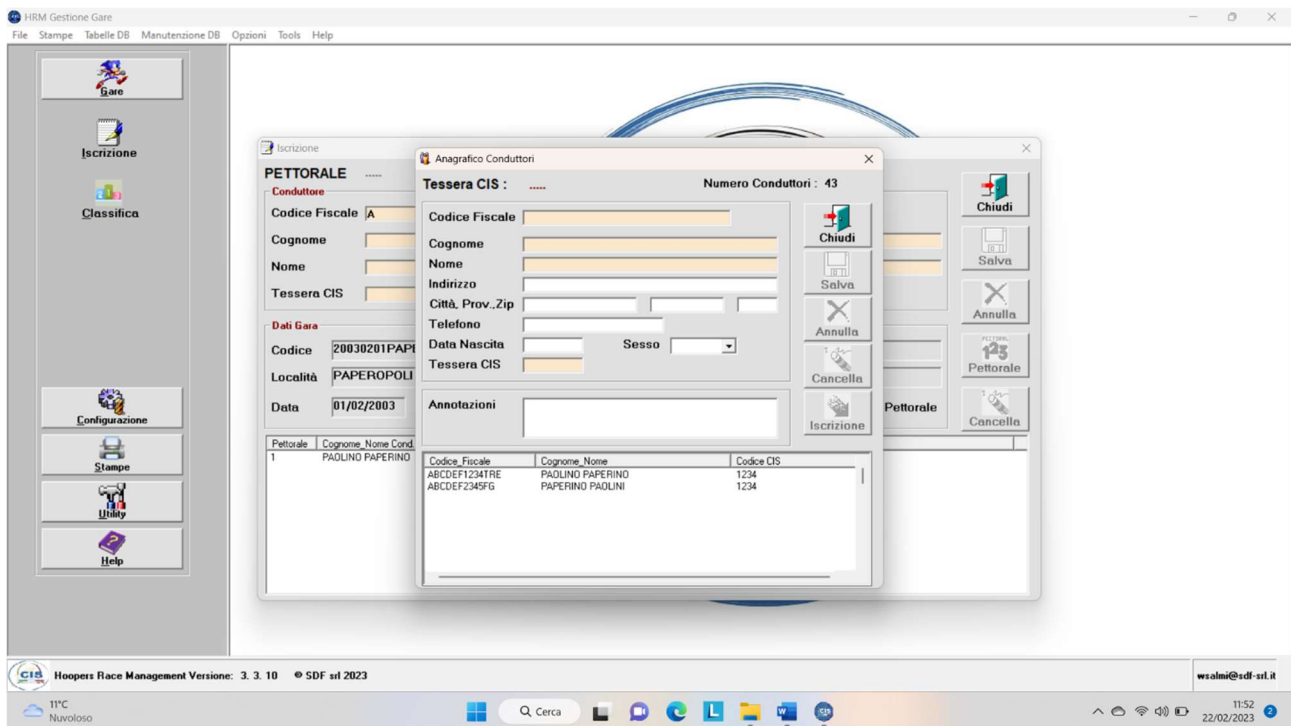 HRM Gestione Gare
File Stampe Tabelle DB Manutenzione DB Opzioni Tools Help
Gare
Iscrizione
Classifica
Configurazione
Stampe
Utility
Help
Iscrizione
PETTORALE .....
Conduttore
Codice Fiscale A
Cognome
Nome
Tessera CIS
Dati Gara
Codice 20030201PAPE
Località PAPEROPOLI
Data 01/02/2003
Pettorale
Pettorale Cognome_Nome Cond.
1 PAOLINO PAPERINO
Chiudi
Salva
Annulla
PETTORAL
123
Pettorale
Cancella
Anagrafico Conduttori
Tessera CIS : .....
Numero Conduttori : 43
Codice Fiscale
Cognome
Nome
Indirizzo
Città, Prov.,Zip
Telefono
Data Nascita Sesso
Tessera CIS
Annotazioni
Chiudi
Salva
Annulla
Cancella
Iscrizione
Codice_Fiscale Cognome_Nome Codice CIS
ABCDEF1234TRE PAOLINO PAPERINO 1234
ABCDEF2345FG PAPERINO PAOLINI 1234
CIS Hoopers Race Management Versione: 3. 3. 10 © SDF srl 2023
wsalmi@sdf-srl.it
11°C
Nuvoloso
Cerca
11:52
22/02/2023
2